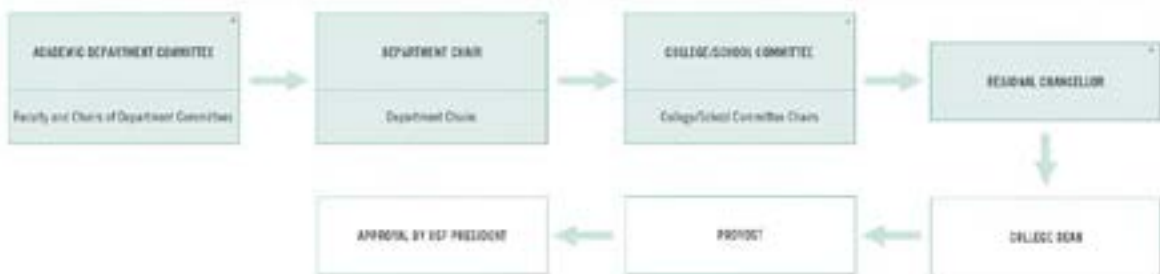 ACADEMIC DEPARTMENT COMMITTEE
Faculty and Chairs of Department Committees
DEPARTMENT CHAIR
Department Chairs
COLLEGE/SCHOOL COMMITTEE
College/School Committee Chairs
REGIONAL CHANCELLOR
COLLEGE DEAN
PROVOST
APPROVAL BY USF PRESIDENT